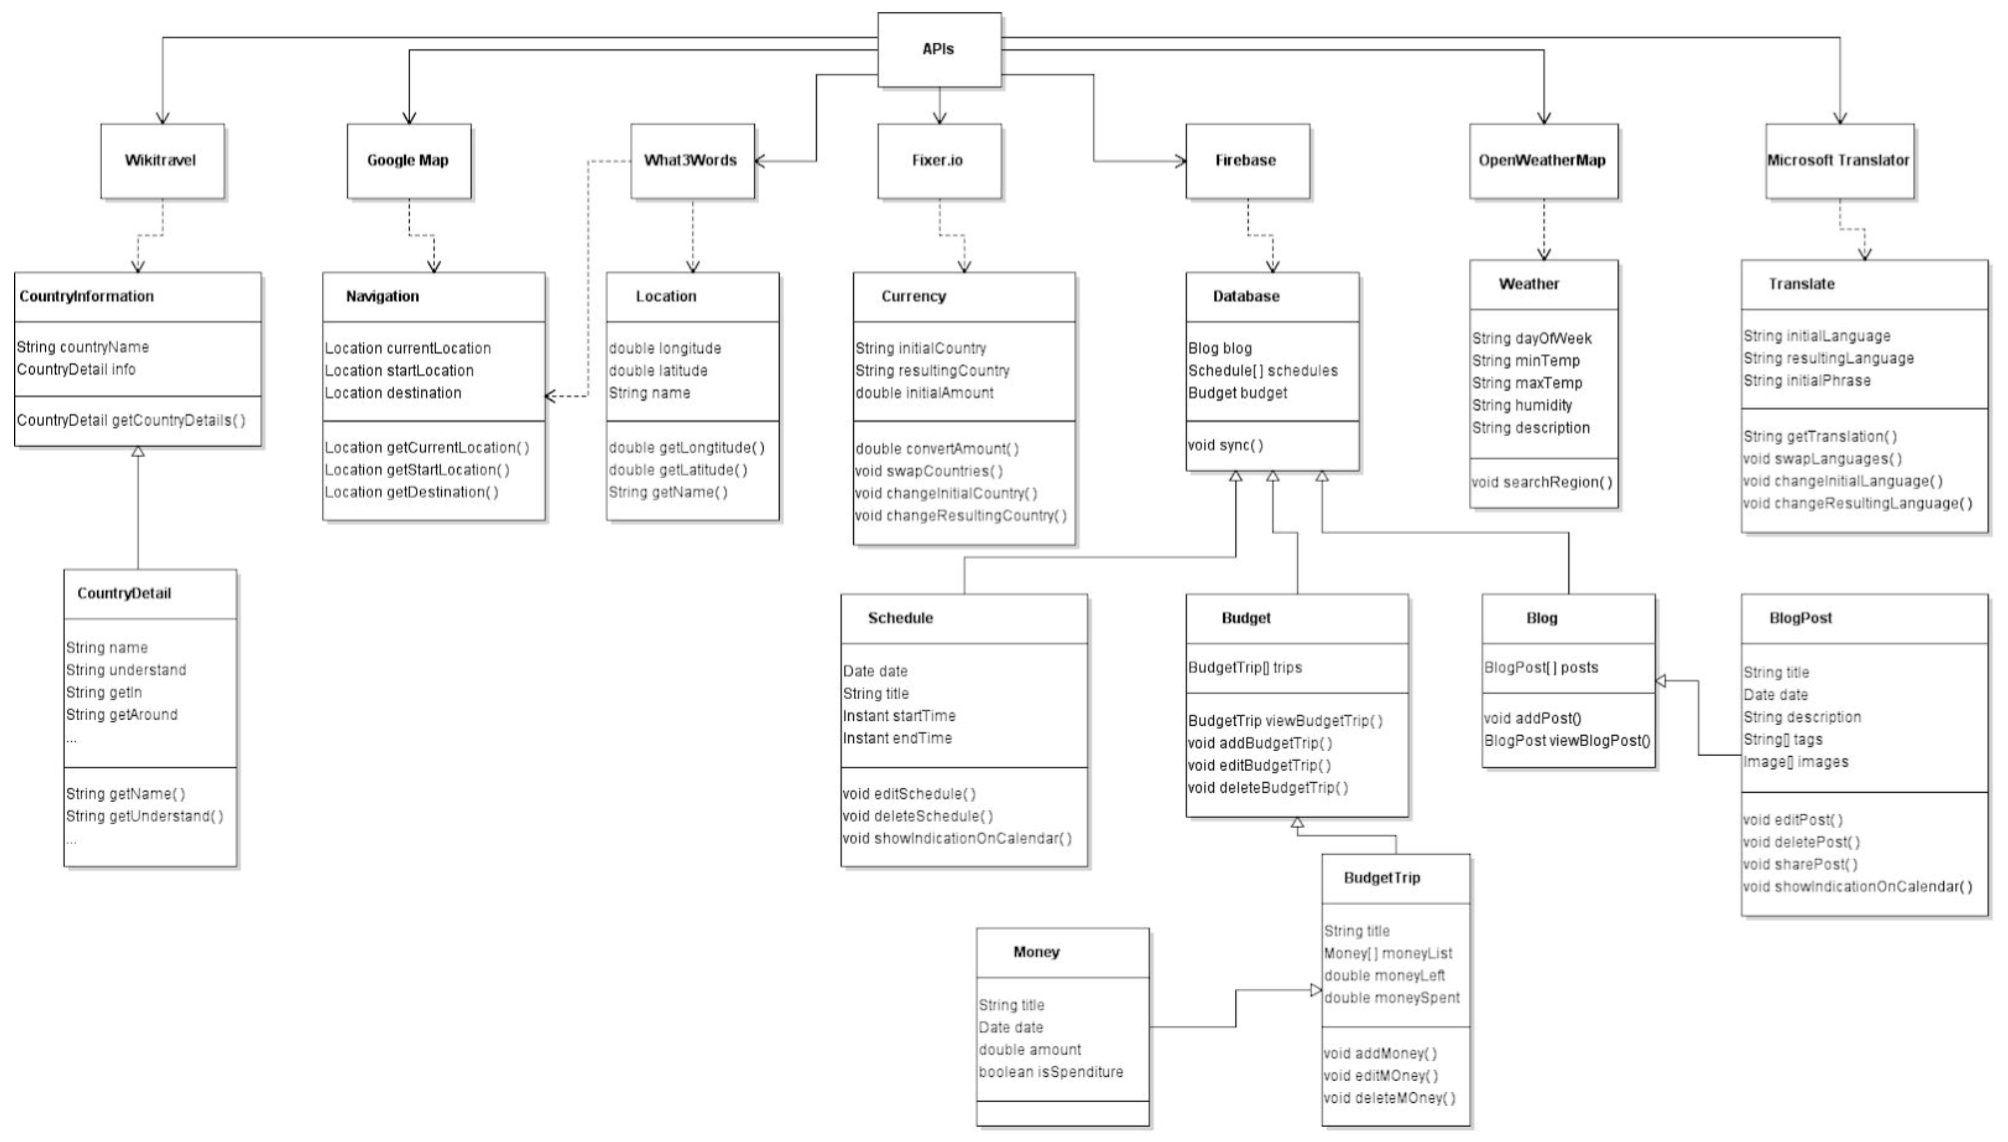 APIs
Wikitravel
Google Map
What3Words
Fixer.io
Firebase
OpenWeatherMap
Microsoft Translator
CountryInformation
String countryName
CountryDetail info
CountryDetail getCountryDetails()
Navigation
Location currentLocation
Location startLocation
Location destination
Location getCurrentLocation()
Location getStartLocation()
Location getDestination()
Location
double longitude
double latitude
String name
double getLongtitude()
double getLatitude()
String getName()
Currency
String initialCountry
String resultingCountry
double initialAmount
double convertAmount()
void swapCountries()
void changeInitialCountry()
void changeResultingCountry()
Database
Blog blog
Schedule[] schedules
Budget budget
void sync()
Weather
String dayOfWeek
String minTemp
String maxTemp
String humidity
String description
void searchRegion()
Translate
String initialLanguage
String resultingLanguage
String initialPhrase
String getTranslation()
void swapLanguages()
void changeInitialLanguage()
void changeResultingLanguage()
CountryDetail
String name
String understand
String getIn
String getAround
...
String getName()
String getUnderstand()
...
Schedule
Date date
String title
Instant startTime
Instant endTime
void editSchedule()
void deleteSchedule()
void showIndicationOnCalendar()
Budget
BudgetTrip[] trips
BudgetTrip viewBudgetTrip()
void addBudgetTrip()
void editBudgetTrip()
void deleteBudgetTrip()
Blog
BlogPost[] posts
void addPost()
BlogPost viewBlogPost()
BlogPost
String title
Date date
String description
String[] tags
Image[] images
void editPost()
void deletePost()
void sharePost()
void showIndicationOnCalendar()
Money
String title
Date date
double amount
boolean isSpenditure
BudgetTrip
String title
Money[] moneyList
double moneyLeft
double moneySpent
void addMoney()
void editMOney()
void deleteMOney()